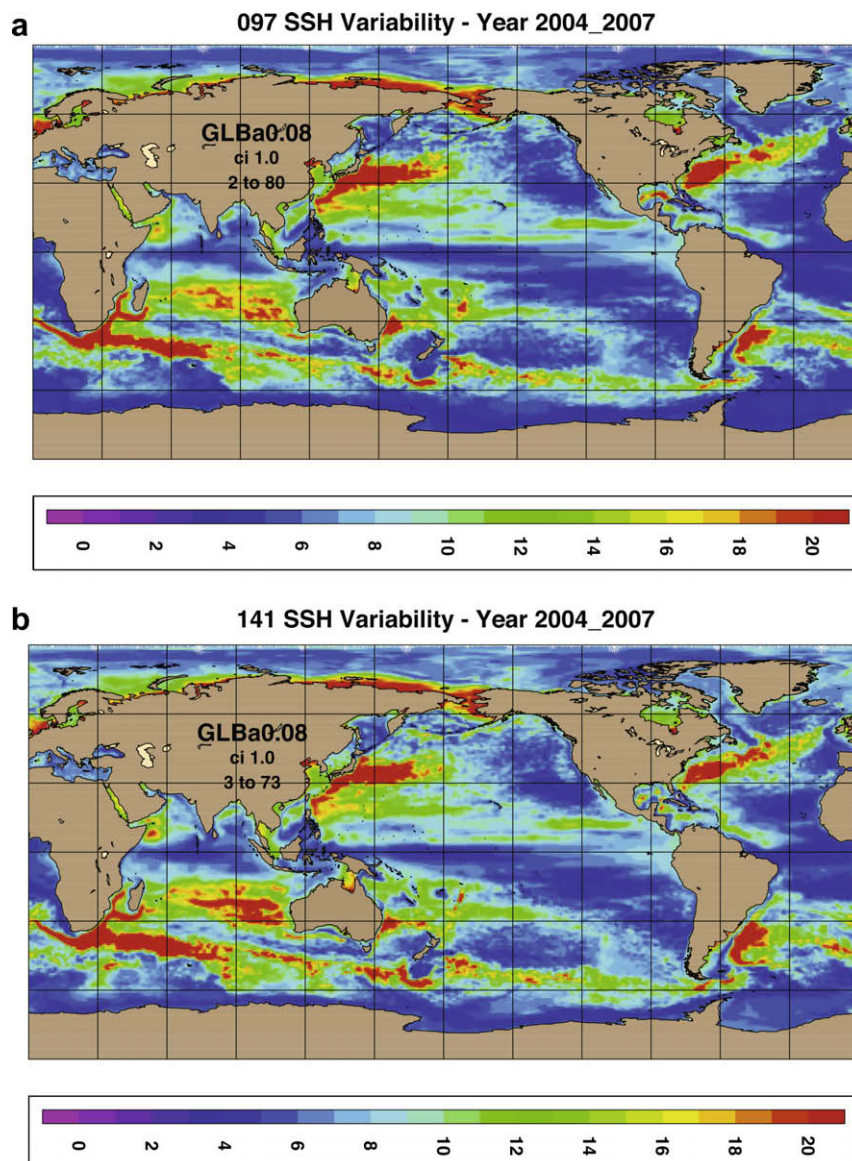 a
097 SSH Variability - Year 2004_2007
GLBa0.08
ci 1.0
2 to 80
0 2 4 6 8 10 12 14 16 18 20
b
141 SSH Variability - Year 2004_2007
GLBa0.08
ci 1.0
3 to 73
0 2 4 6 8 10 12 14 16 18 20